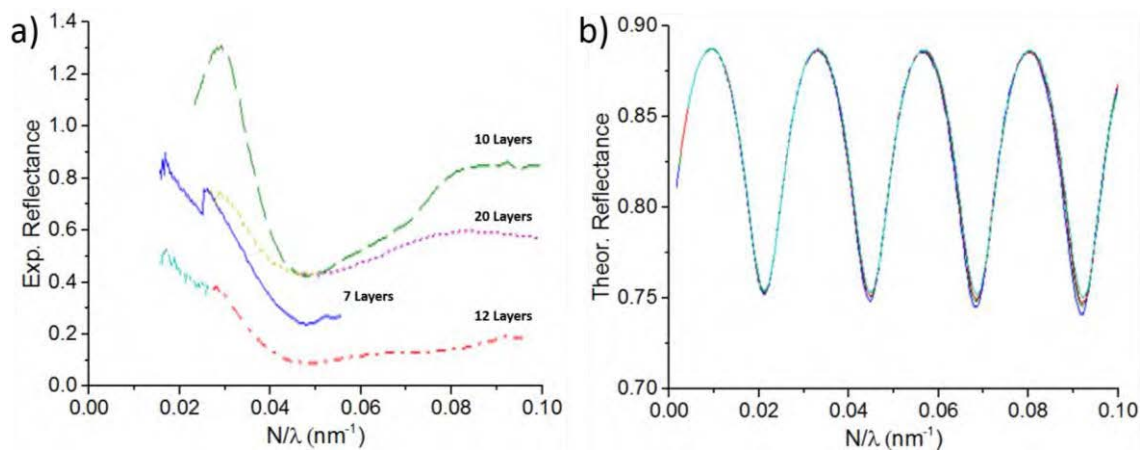 a)
1.4
1.2
1.0
0.8
0.6
0.4
0.2
0.0
Exp. Reflectance
10 Layers
20 Layers
7 Layers
12 Layers
0.00 0.02 0.04 0.06 0.08 0.10
N/λ (nm⁻¹)
b)
0.90
0.85
0.80
0.75
0.70
Theor. Reflectance
0.00 0.02 0.04 0.06 0.08 0.10
N/λ (nm⁻¹)